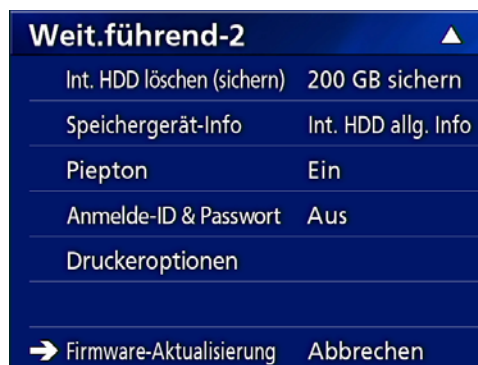 Weit.führend-2
Int. HDD löschen (sichern) 200 GB sichern
Speichergerät-Info Int. HDD allg. Info
Piepton Ein
Anmelde-ID & Passwort Aus
Druckeroptionen
Firmware-Aktualisierung Abbrechen